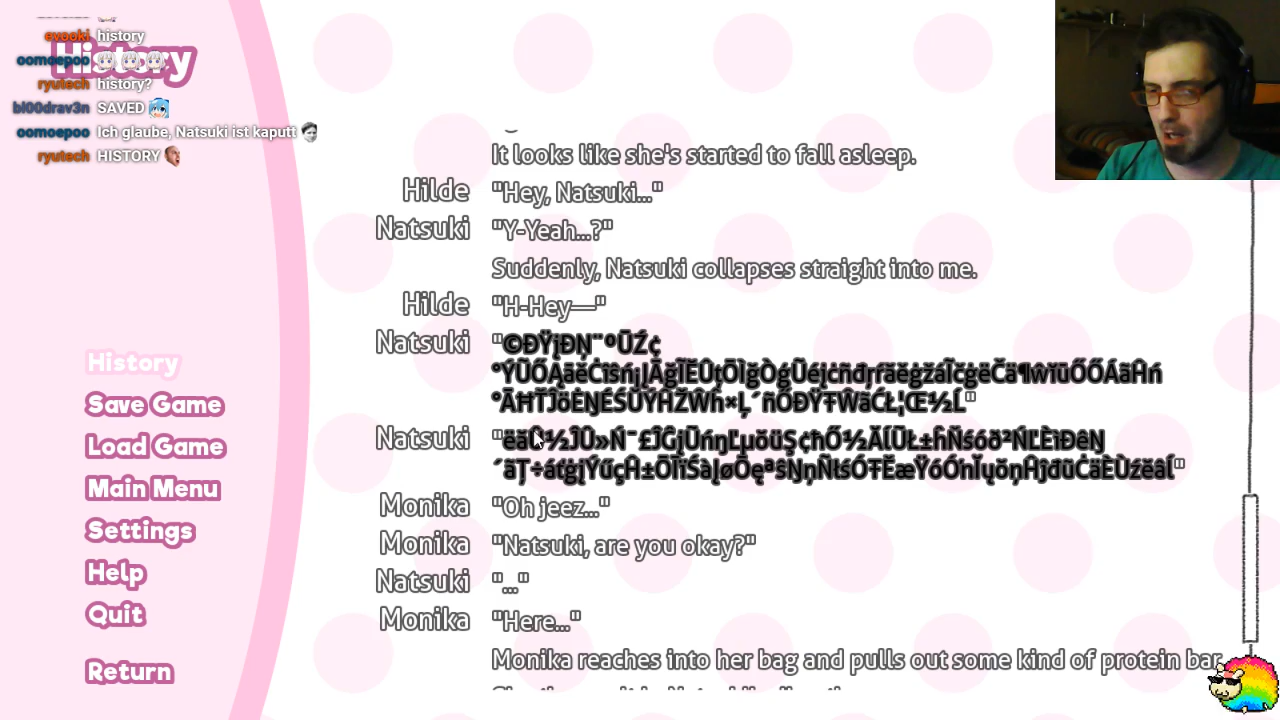 History
evooki history
oomoepoo
ryutech history?
bl00drav3n SAVED
oomoepoo Ich glaube, Natsuki ist kaputt
ryutech HISTORY
It looks like she's started to fall asleep.
Hilde "Hey, Natsuki..."
Natsuki "Y-Yeah...?"
Suddenly, Natsuki collapses straight into me.
Hilde "H-Hey—"
Natsuki
Natsuki
Monika "Oh jeez..."
Monika "Natsuki, are you okay?"
Natsuki "..."
Monika "Here..."
Monika reaches into her bag and pulls out some kind of protein bar.
History
Save Game
Load Game
Main Menu
Settings
Help
Quit
Return